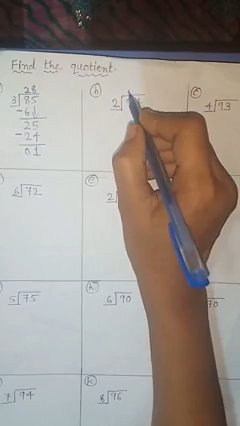 Find the quotient.
28
3 85
-6↓
25
-24
01
(b) 2
(c) 4 93
6 72
(e) 2
5 75
(h) 6 90
70
7 94
(k) 8 96